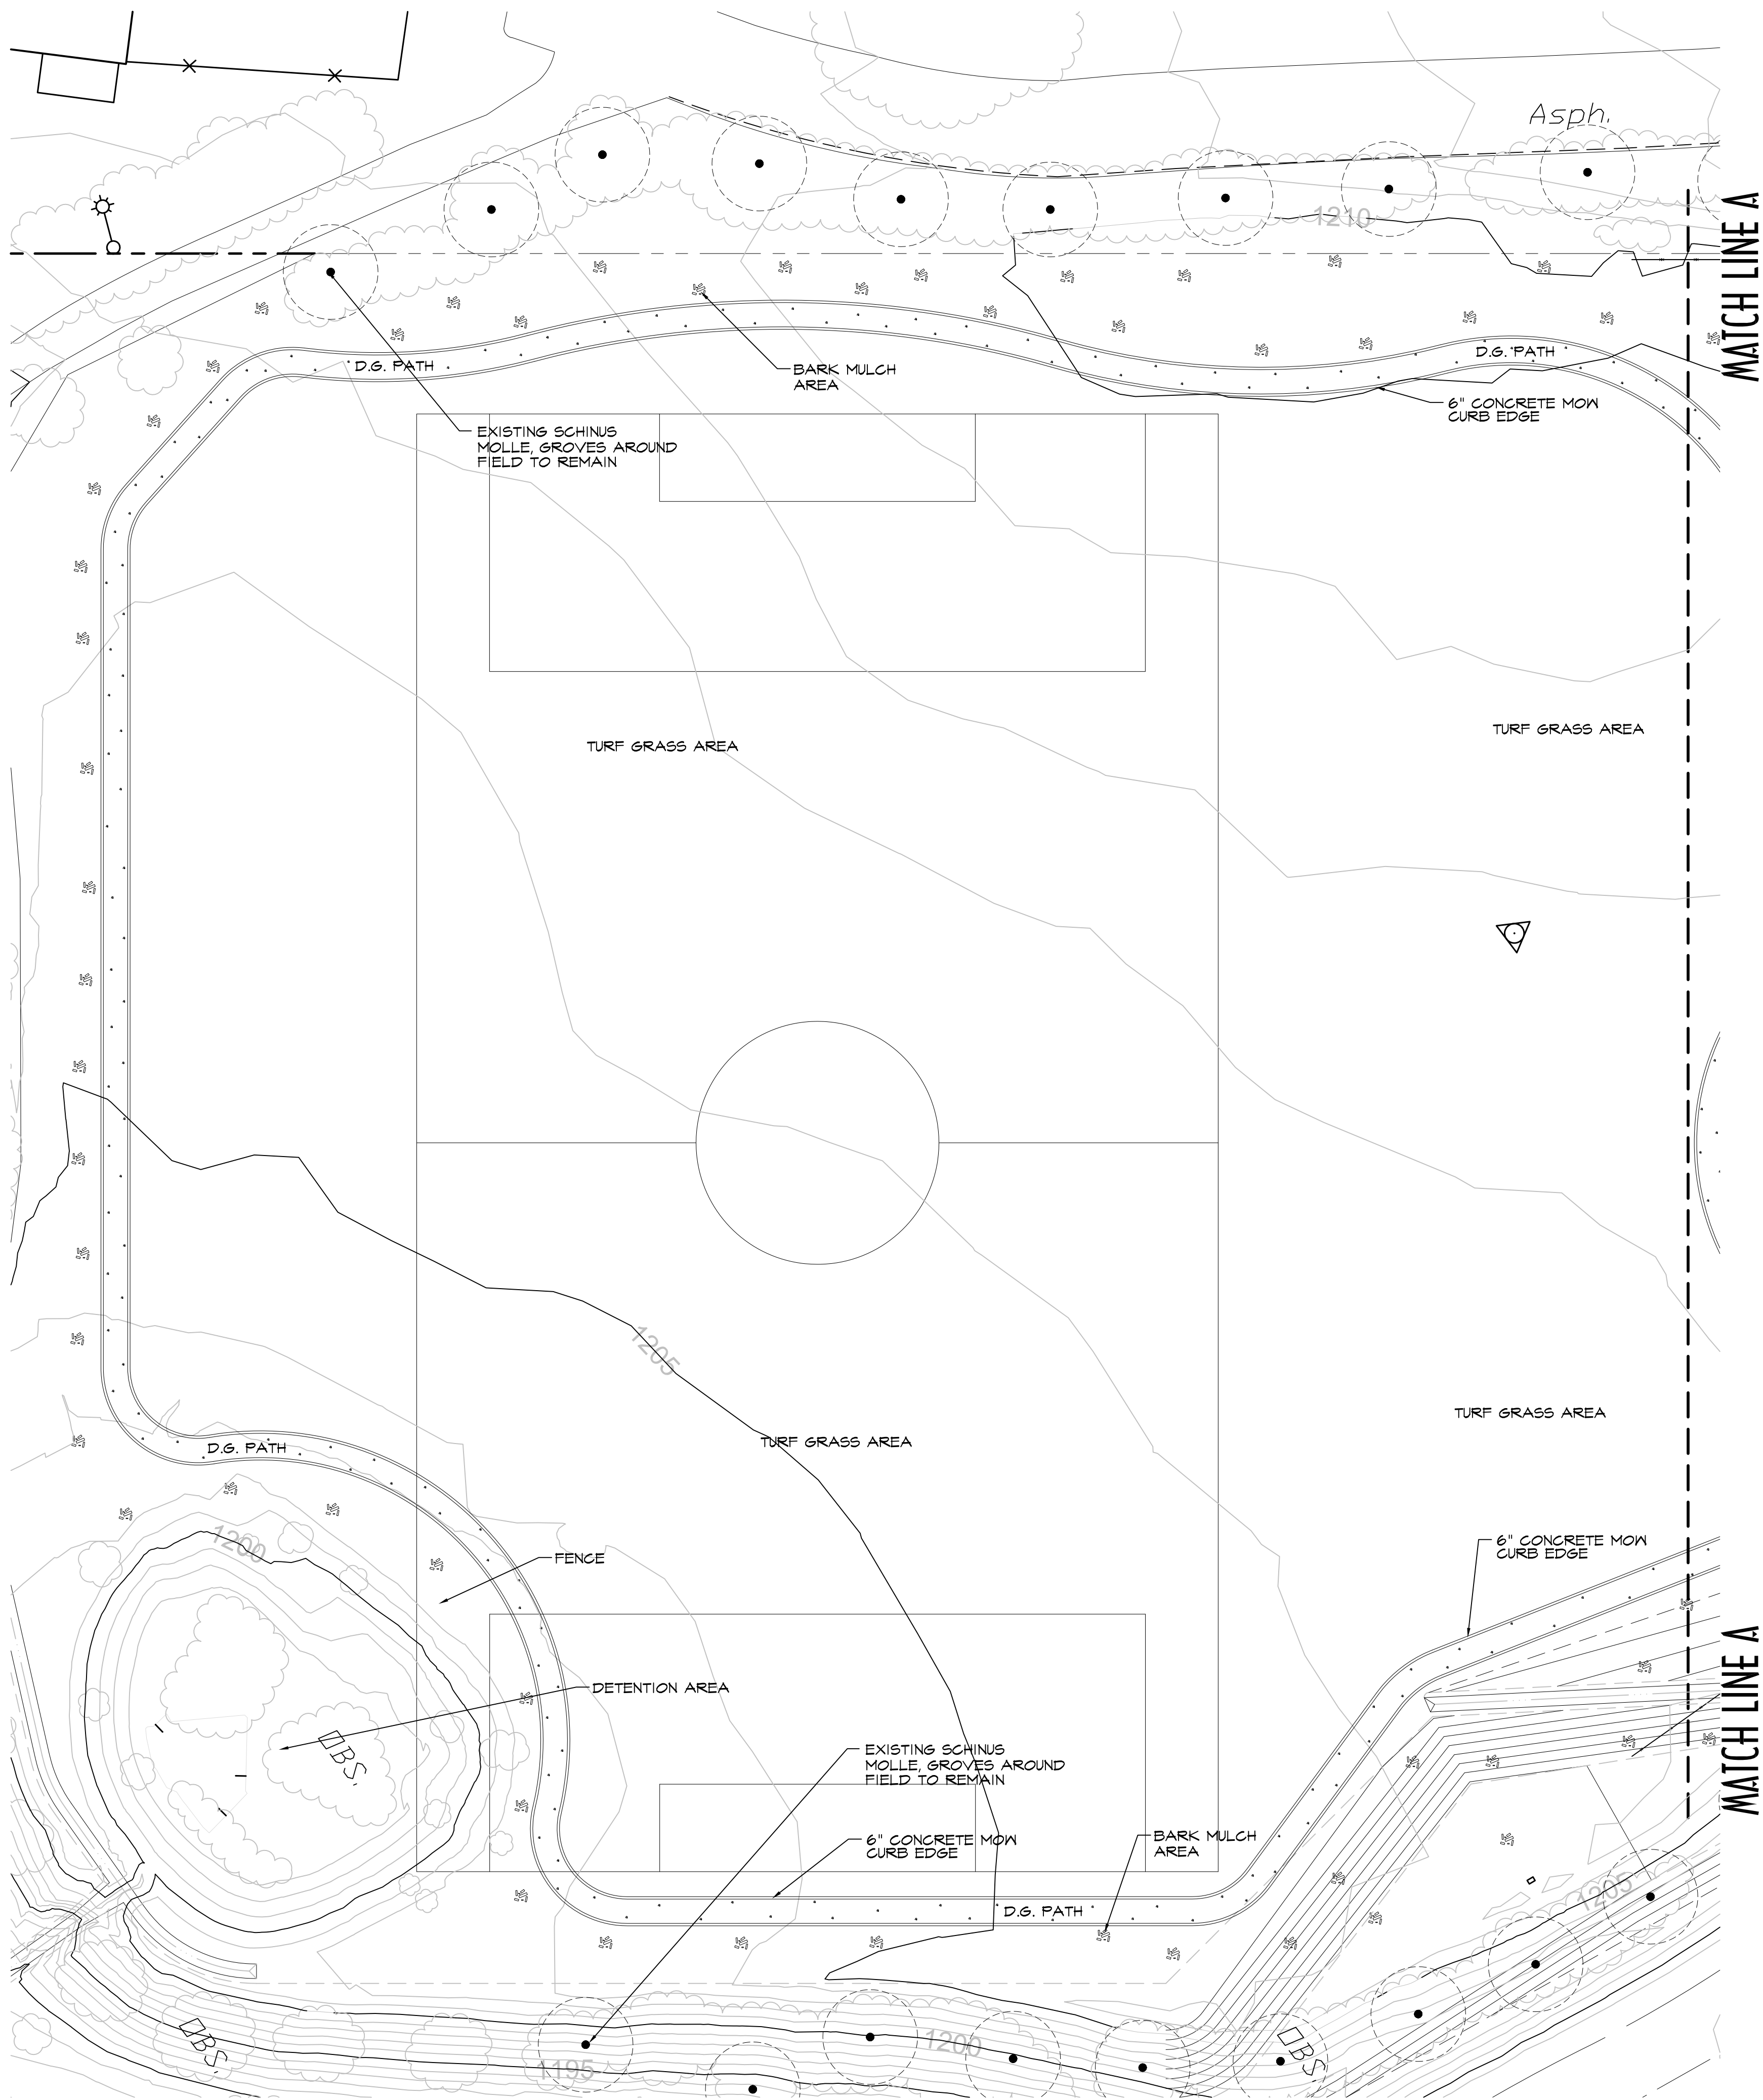 Asph.
MATCH LINE A
1210
D.G. PATH
D.G. PATH
BARK MULCH
AREA
6" CONCRETE MOW
CURB EDGE
EXISTING SCHINUS
MOLLE, GROVES AROUND
FIELD TO REMAIN
TURF GRASS AREA
TURF GRASS AREA
1205
TURF GRASS AREA
TURF GRASS AREA
D.G. PATH
1200
FENCE
6" CONCRETE MOW
CURB EDGE
MATCH LINE A
DETENTION AREA
OBS.
EXISTING SCHINUS
MOLLE, GROVES AROUND
FIELD TO REMAIN
6" CONCRETE MOW
CURB EDGE
BARK MULCH
AREA
1205
D.G. PATH
OBS.
1200
OBS.
1195